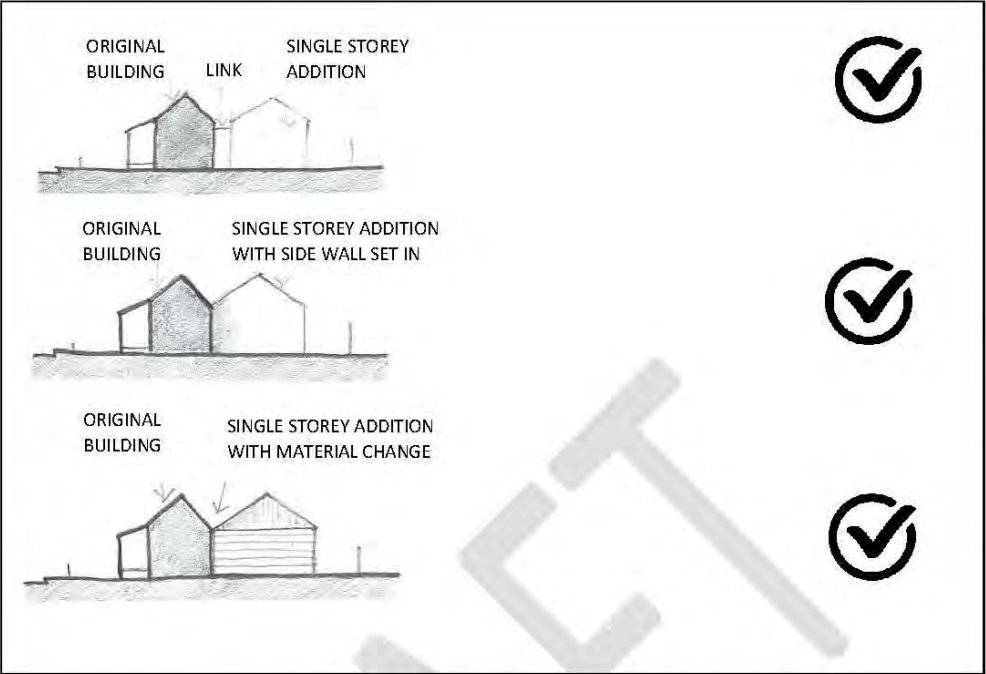 ORIGINAL
BUILDING
LINK
SINGLE STOREY
ADDITION
ORIGINAL
BUILDING
SINGLE STOREY ADDITION
WITH SIDE WALL SET IN
ORIGINAL
BUILDING
SINGLE STOREY ADDITION
WITH MATERIAL CHANGE